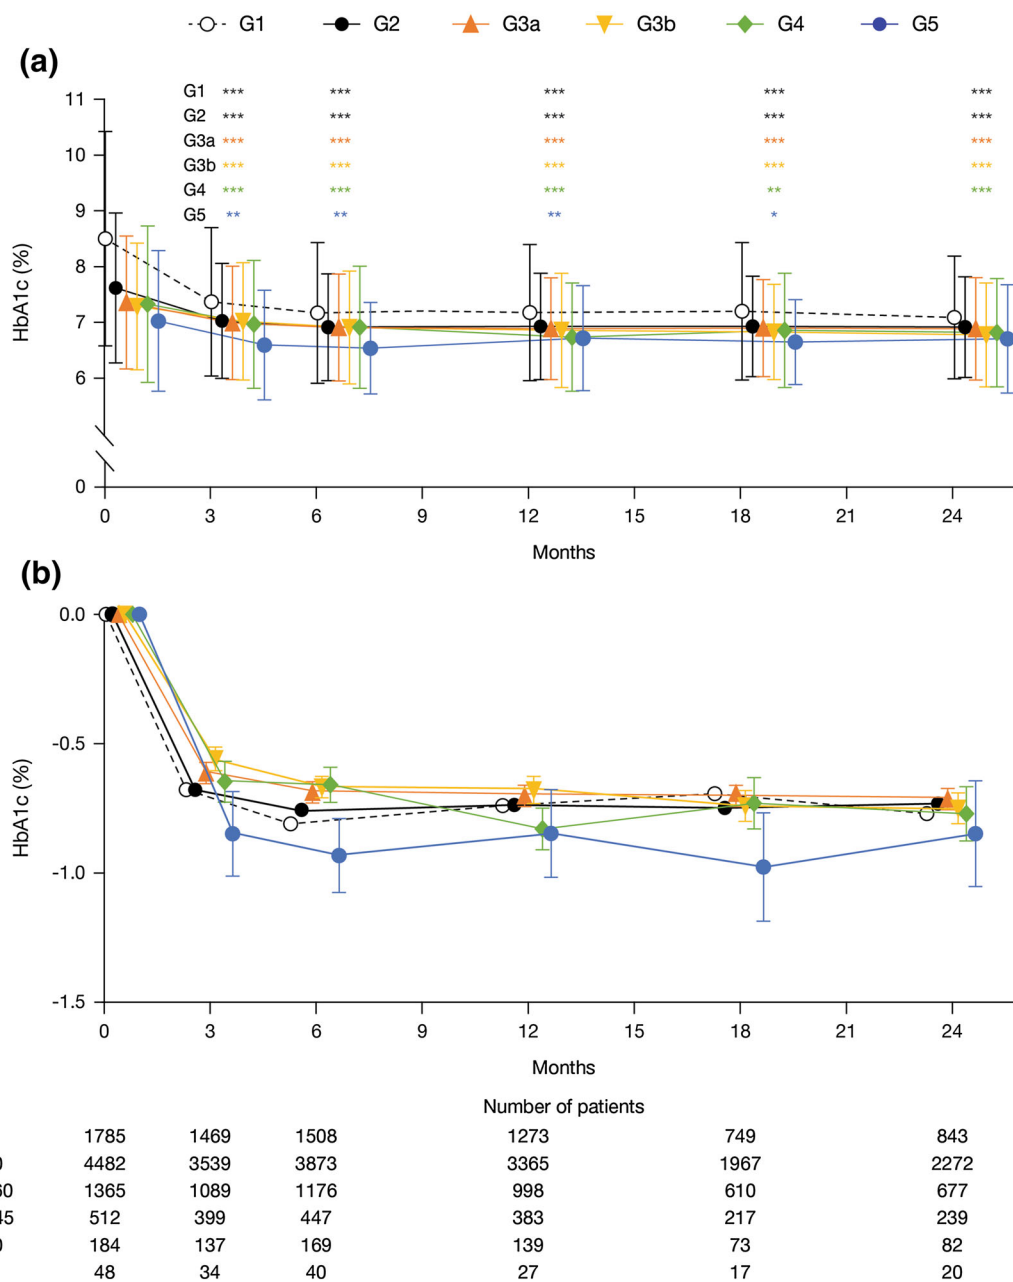 G1 G2 G3a G3b G4 G5
(a)
G1 *** *** *** *** ***
11
G2 *** *** *** *** ***
G3a *** *** *** *** ***
10
G3b *** *** *** *** ***
G4 *** *** *** ** ***
9
G5 ** ** ** *
8
HbA1c (%)
7
6
0
0 3 6 9 12 15 18 21 24
Months
(b)
0.0
-0.5
HbA1c (%)
-1.0
-1.5
0 3 6 9 12 15 18 21 24
Months
Number of patients
1785 1469 1508 1273 749 843
0 4482 3539 3873 3365 1967 2272
60 1365 1089 1176 998 610 677
45 512 399 447 383 217 239
0 184 137 169 139 73 82
48 34 40 27 17 20